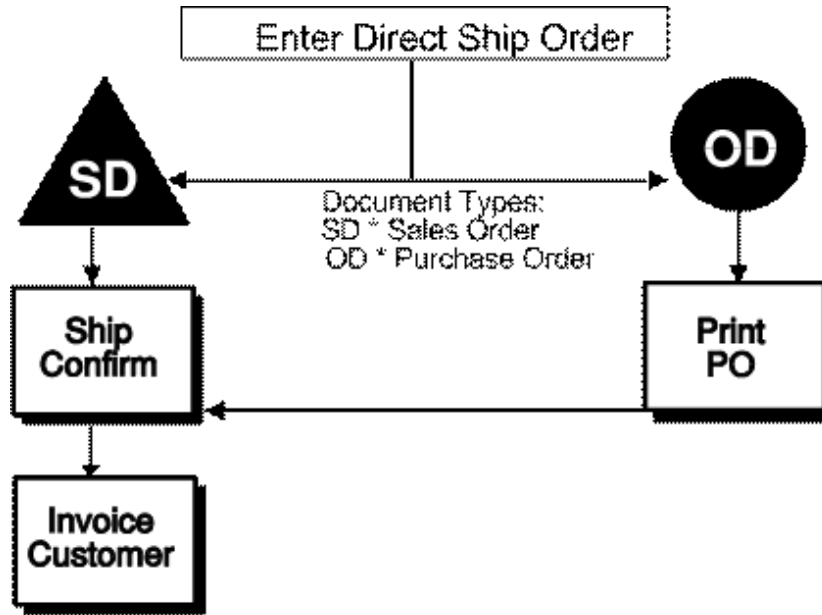 Enter Direct Ship Order
SD
OD
Document Types:
SD * Sales Order
OD * Purchase Order
Ship
Confirm
Print
PO
Invoice
Customer